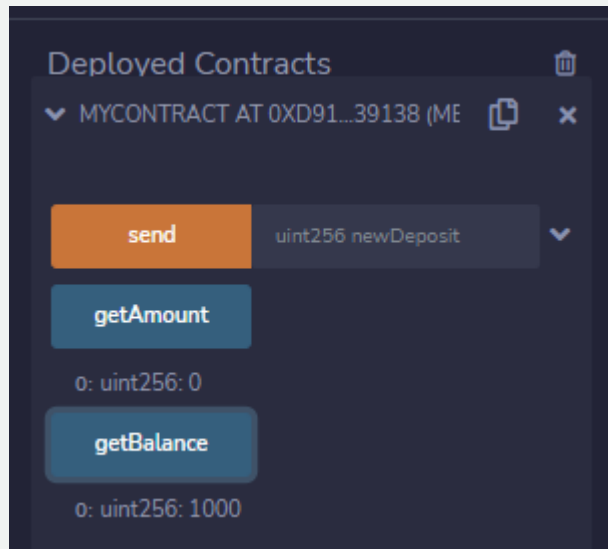 Deployed Contracts
MYCONTRACT AT 0XD91...39138 (ME
send uint256 newDeposit
getAmount
0: uint256: 0
getBalance
0: uint256: 1000